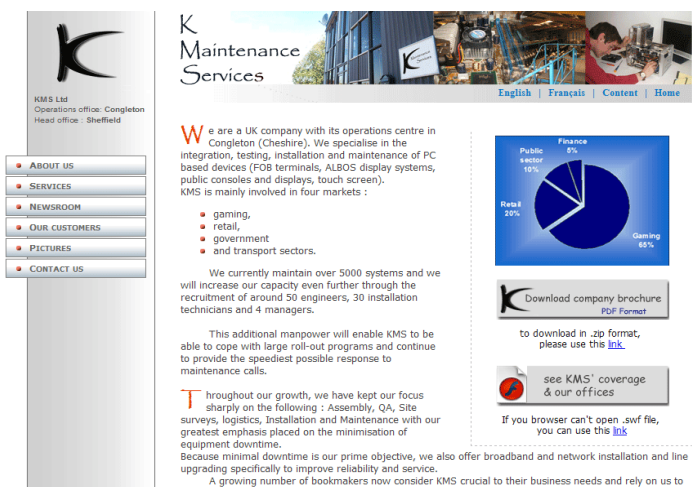 K
Maintenance
Services
Maintenance
Services
English | Français | Content | Home
KMS Ltd
Operations office: Congleton
Head office : Sheffield
ABOUT US
SERVICES
NEWSROOM
OUR CUSTOMERS
PICTURES
CONTACT US
We are a UK company with its operations centre in
Congleton (Cheshire). We specialise in the
integration, testing, installation and maintenance of PC
based devices (FOB terminals, ALBOS display systems,
public consoles and displays, touch screen).
KMS is mainly involved in four markets :
gaming,
retail,
government
and transport sectors.
We currently maintain over 5000 systems and we
will increase our capacity even further through the
recruitment of around 50 engineers, 30 installation
technicians and 4 managers.
This additional manpower will enable KMS to be
able to cope with large roll-out programs and continue
to provide the speediest possible response to
maintenance calls.
Throughout our growth, we have kept our focus
sharply on the following : Assembly, QA, Site
surveys, logistics, Installation and Maintenance with our
greatest emphasis placed on the minimisation of
equipment downtime.
Because minimal downtime is our prime objective, we also offer broadband and network installation and line
upgrading specifically to improve reliability and service.
A growing number of bookmakers now consider KMS crucial to their business needs and rely on us to
Finance
5%
Public
sector
10%
Retail
20%
Gaming
65%
Download company brochure
PDF Format
to download in .zip format,
please use this link
see KMS' coverage
& our offices
If you browser can't open .swf file,
you can use this link